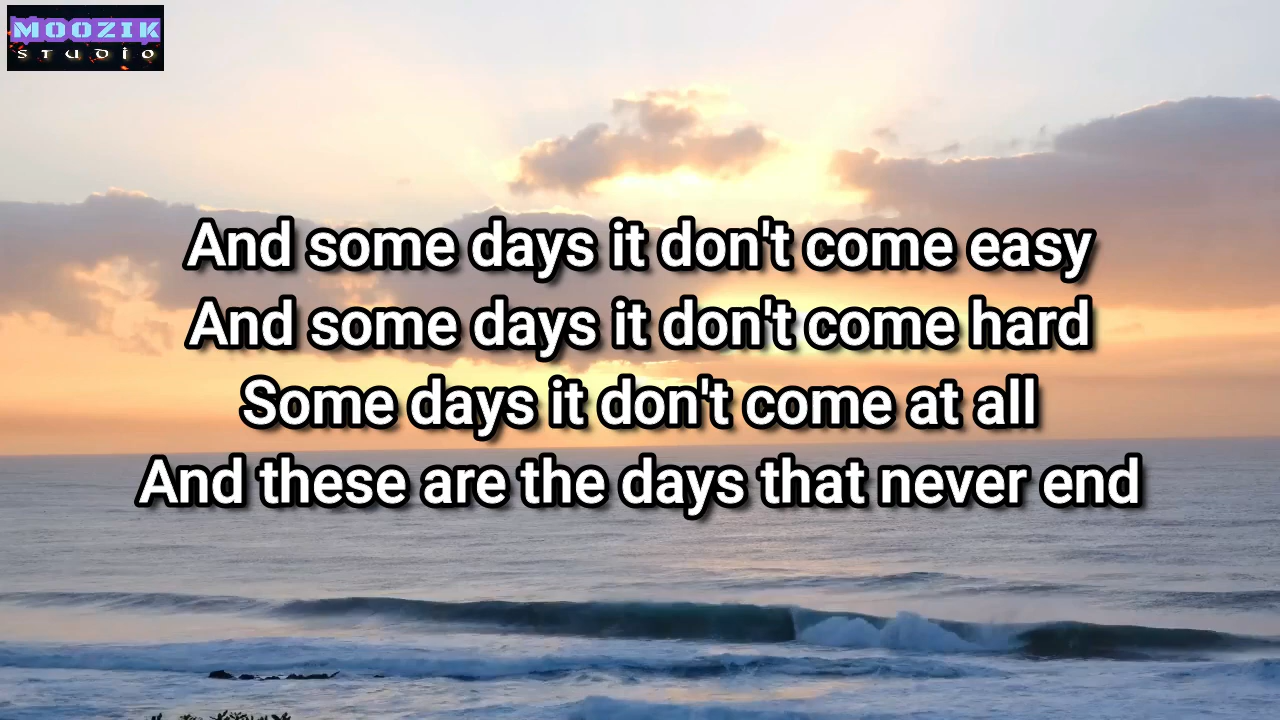 MOOZIK
STUDIO
And some days it don't come easy
And some days it don't come hard
Some days it don't come at all
And these are the days that never end